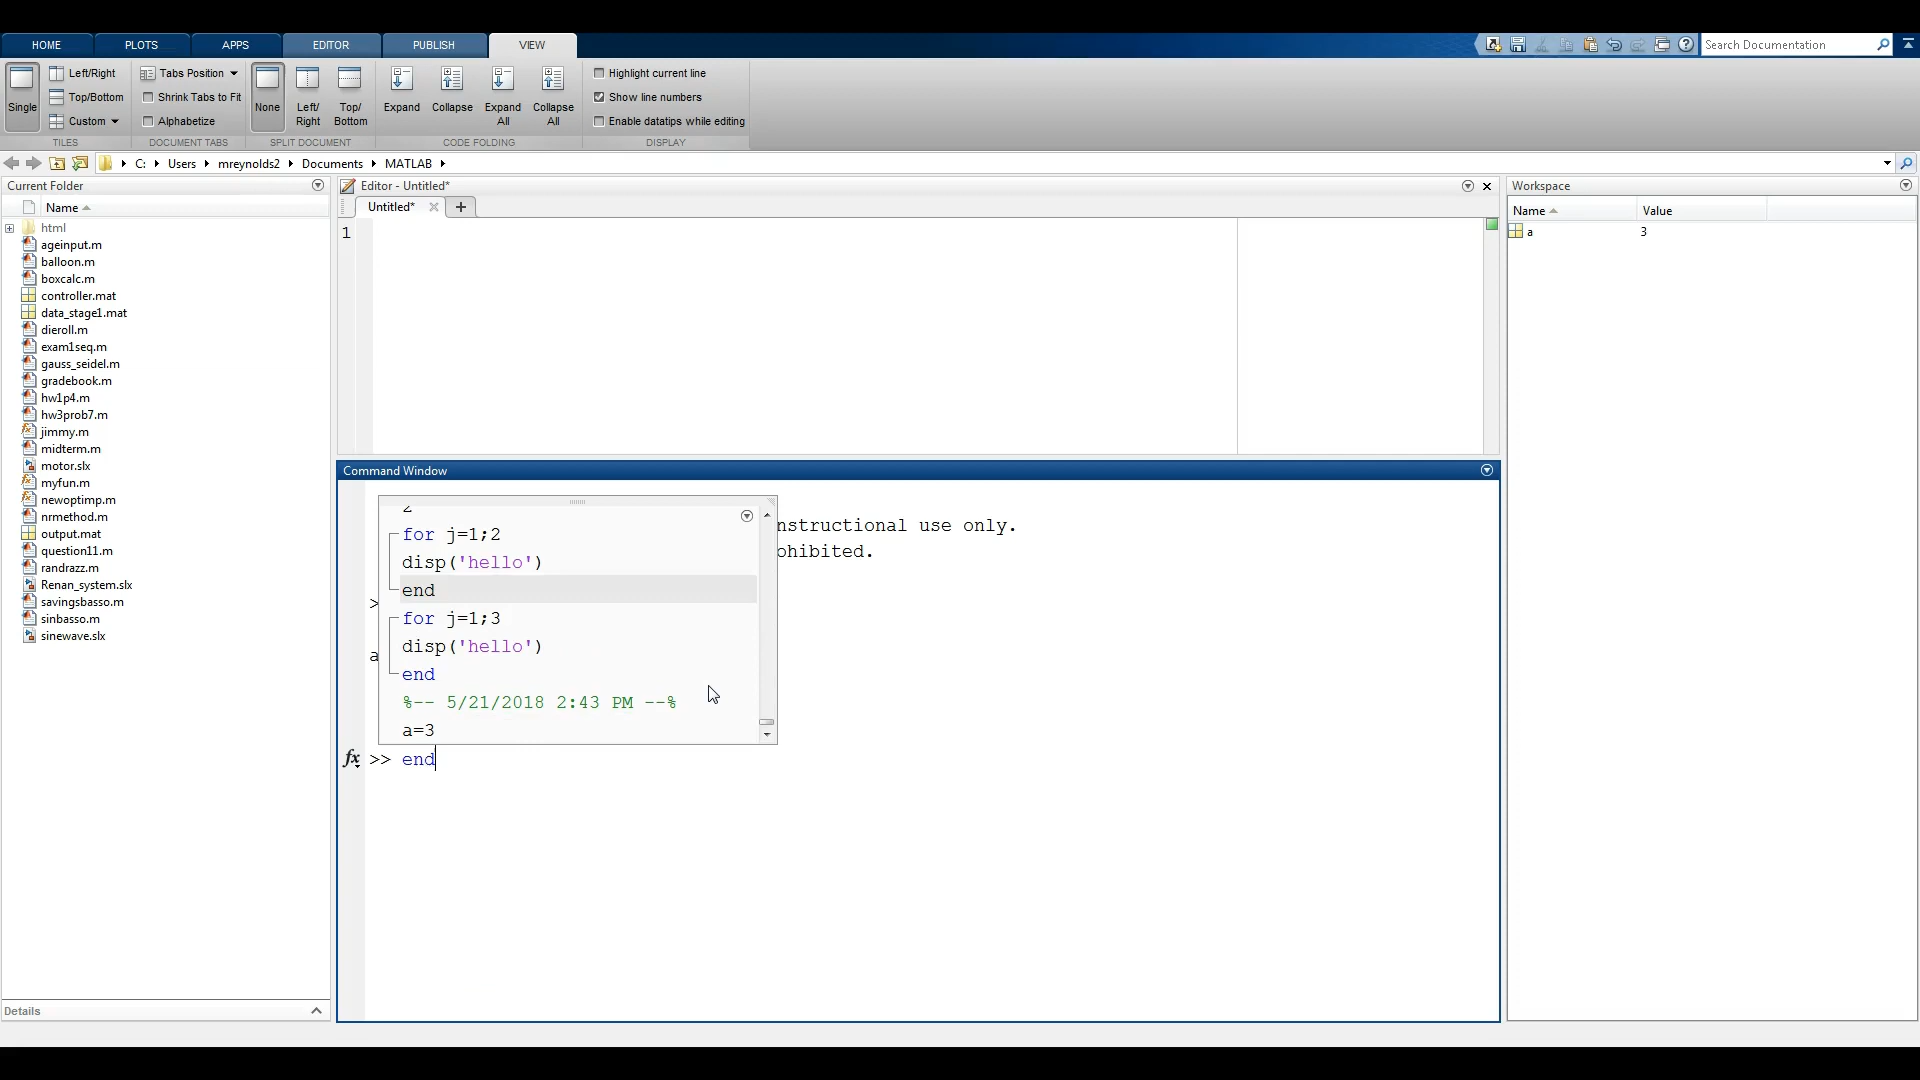 HOME PLOTS APPS EDITOR PUBLISH VIEW
Search Documentation
Single
Left/Right
Top/Bottom
Custom
Tabs Position
Shrink Tabs to Fit
Alphabetize
None
Left/
Right
Top/
Bottom
Expand
Collapse
Expand
All
Collapse
All
Highlight current line
Show line numbers
Enable datatips while editing
TILES DOCUMENT TABS SPLIT DOCUMENT CODE FOLDING DISPLAY
C: Users mreynolds2 Documents MATLAB
Current Folder
Name
html
ageinput.m
balloon.m
boxcalc.m
controller.mat
data_stage1.mat
dieroll.m
exam1seq.m
gauss_seidel.m
gradebook.m
hw1p4.m
hw3prob7.m
jimmy.m
midterm.m
motor.slx
myfun.m
newoptimp.m
nrmethod.m
output.mat
question11.m
randrazz.m
Renan_system.slx
savingsbasso.m
sinbasso.m
sinewave.slx
Details
Editor - Untitled*
Untitled*
1
Command Window
nstructional use only.
ohibited.
>
a
2
for j=1;2
disp('hello')
end
for j=1;3
disp('hello')
end
%-- 5/21/2018 2:43 PM --%
a=3
fx >> end
Workspace
Name Value
a 3